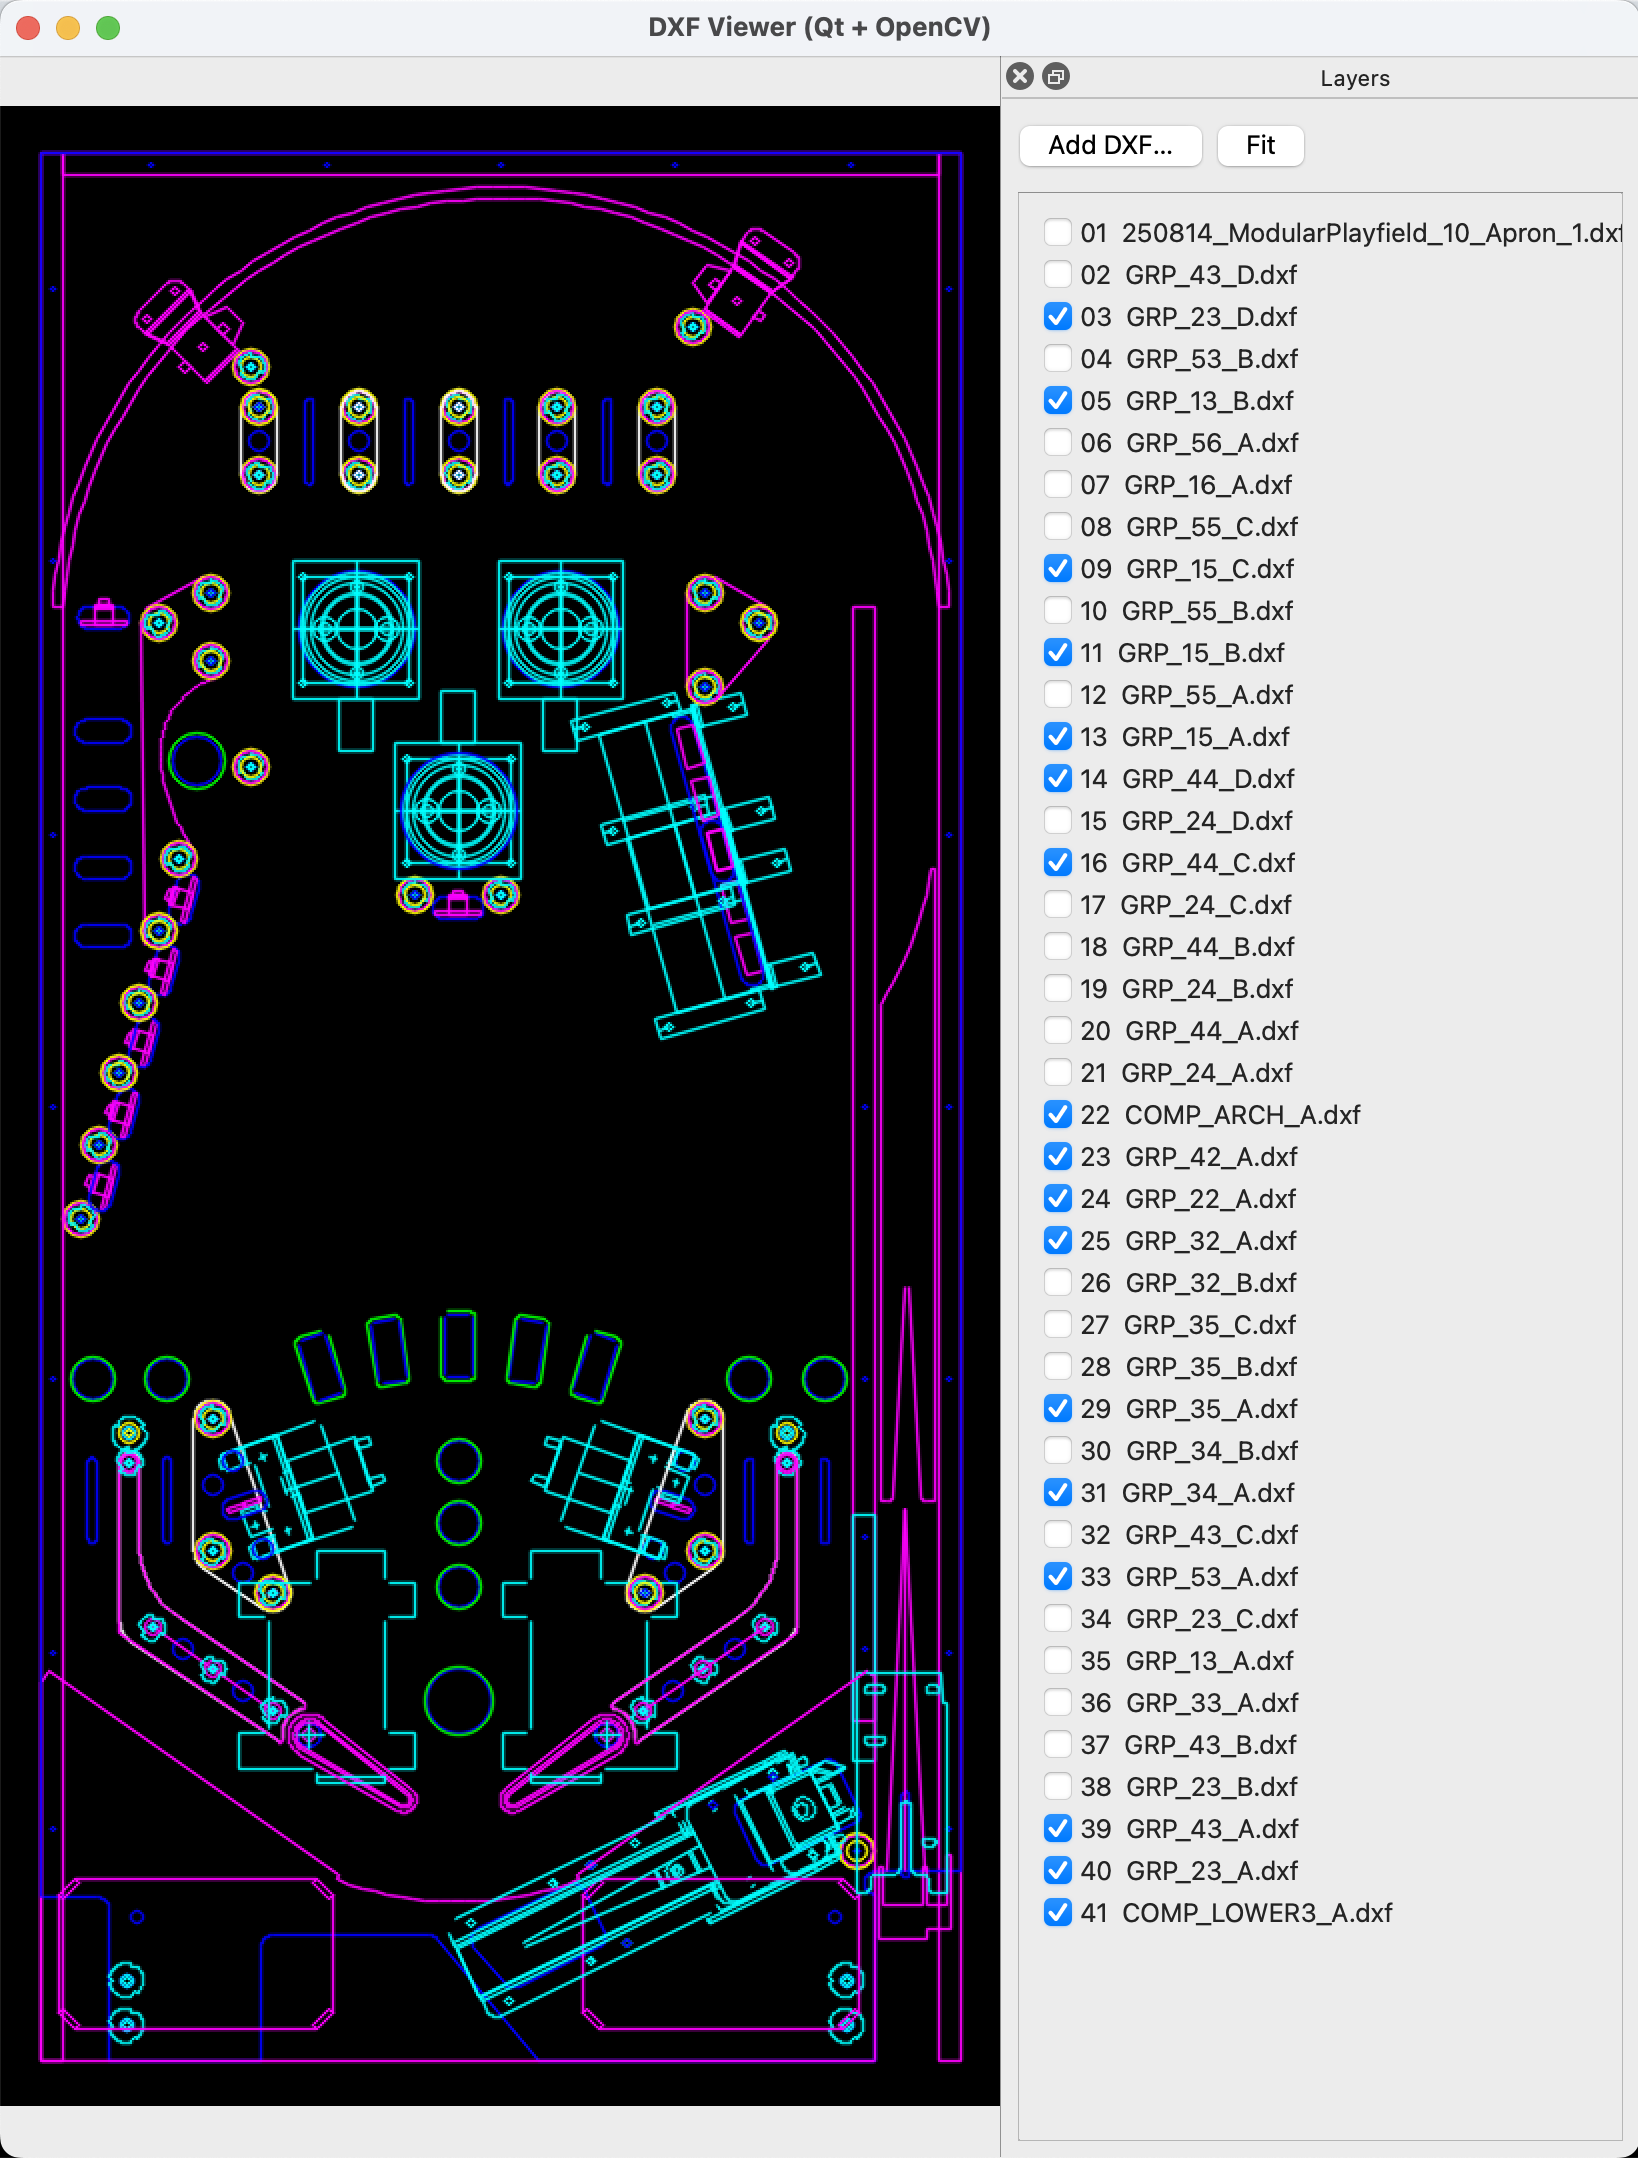 DXF Viewer (Qt + OpenCV)
Layers
Add DXF...
Fit
01 250814_ModularPlayfield_10_Apron_1.dxf
02 GRP_43_D.dxf
03 GRP_23_D.dxf
04 GRP_53_B.dxf
05 GRP_13_B.dxf
06 GRP_56_A.dxf
07 GRP_16_A.dxf
08 GRP_55_C.dxf
09 GRP_15_C.dxf
10 GRP_55_B.dxf
11 GRP_15_B.dxf
12 GRP_55_A.dxf
13 GRP_15_A.dxf
14 GRP_44_D.dxf
15 GRP_24_D.dxf
16 GRP_44_C.dxf
17 GRP_24_C.dxf
18 GRP_44_B.dxf
19 GRP_24_B.dxf
20 GRP_44_A.dxf
21 GRP_24_A.dxf
22 COMP_ARCH_A.dxf
23 GRP_42_A.dxf
24 GRP_22_A.dxf
25 GRP_32_A.dxf
26 GRP_32_B.dxf
27 GRP_35_C.dxf
28 GRP_35_B.dxf
29 GRP_35_A.dxf
30 GRP_34_B.dxf
31 GRP_34_A.dxf
32 GRP_43_C.dxf
33 GRP_53_A.dxf
34 GRP_23_C.dxf
35 GRP_13_A.dxf
36 GRP_33_A.dxf
37 GRP_43_B.dxf
38 GRP_23_B.dxf
39 GRP_43_A.dxf
40 GRP_23_A.dxf
41 COMP_LOWER3_A.dxf